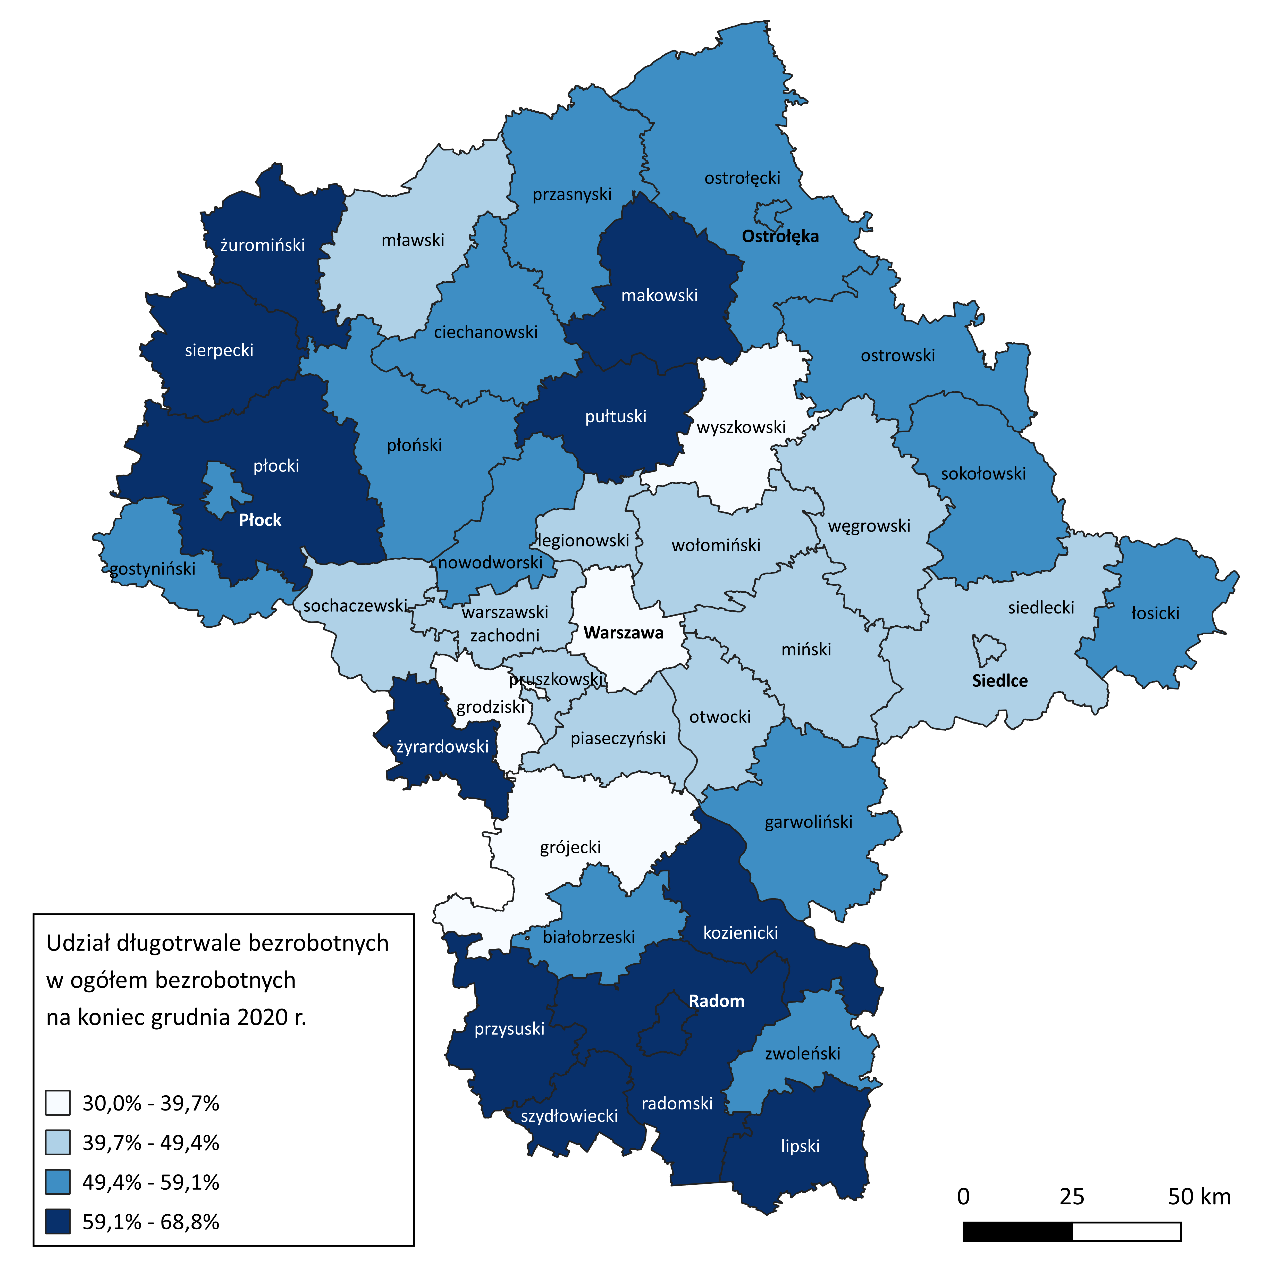 ostrołęcki
przasnyski
Ostrołęka
mławski
żuromiński
makowski
ciechanowski
sierpecki
ostrowski
pułtuski
wyszkowski
płoński
płocki
sokołowski
Płock
węgrowski
legionowski
wołomiński
nowodworski
gostyniński
sochaczewski
warszawski
zachodni
siedlecki
łosicki
Warszawa
miński
Siedlce
pruszkowski
grodziski
otwocki
piaseczyński
żyrardowski
garwoliński
grójecki
białobrzeski
kozienicki
Radom
przysuski
zwoleński
radomski
szydłowiecki
lipski
Udział długotrwale bezrobotnych
w ogółem bezrobotnych
na koniec grudnia 2020 r.
30,0% - 39,7%
39,7% - 49,4%
49,4% - 59,1%
59,1% - 68,8%
0 25 50 km